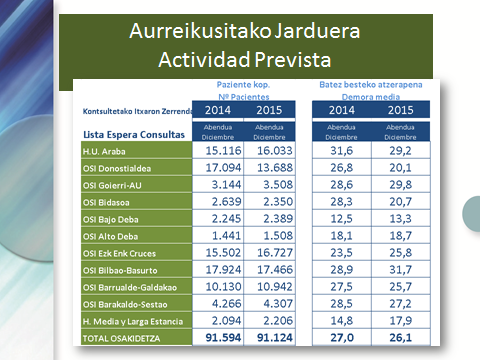 Aurreikusitako Jarduera
Actividad Prevista
Paziente kop. Batez besteko atzerapena
Nº Pacientes Demora media
Kontsultetako Itxaron Zerrenda 2014 2015 2014 2015
Lista Espera Consultas Abendua Diciembre Abendua Diciembre Abendua Diciembre Abendua Diciembre
H.U. Araba 15.116 16.033 31,6 29,2
OSI Donostialdea 17.094 13.688 26,8 20,1
OSI Goierri-AU 3.144 3.508 28,6 29,8
OSI Bidasoa 2.639 2.350 28,3 20,7
OSI Bajo Deba 2.245 2.389 12,5 13,3
OSI Alto Deba 1.441 1.508 18,1 18,7
OSI Ezk Enk Cruces 15.502 16.727 23,5 25,8
OSI Bilbao-Basurto 17.924 17.466 28,9 31,7
OSI Barrualde-Galdakao 10.130 10.942 27,5 25,7
OSI Barakaldo-Sestao 4.266 4.307 28,5 27,2
H. Media y Larga Estancia 2.094 2.206 14,8 17,9
TOTAL OSAKIDETZA 91.594 91.124 27,0 26,1